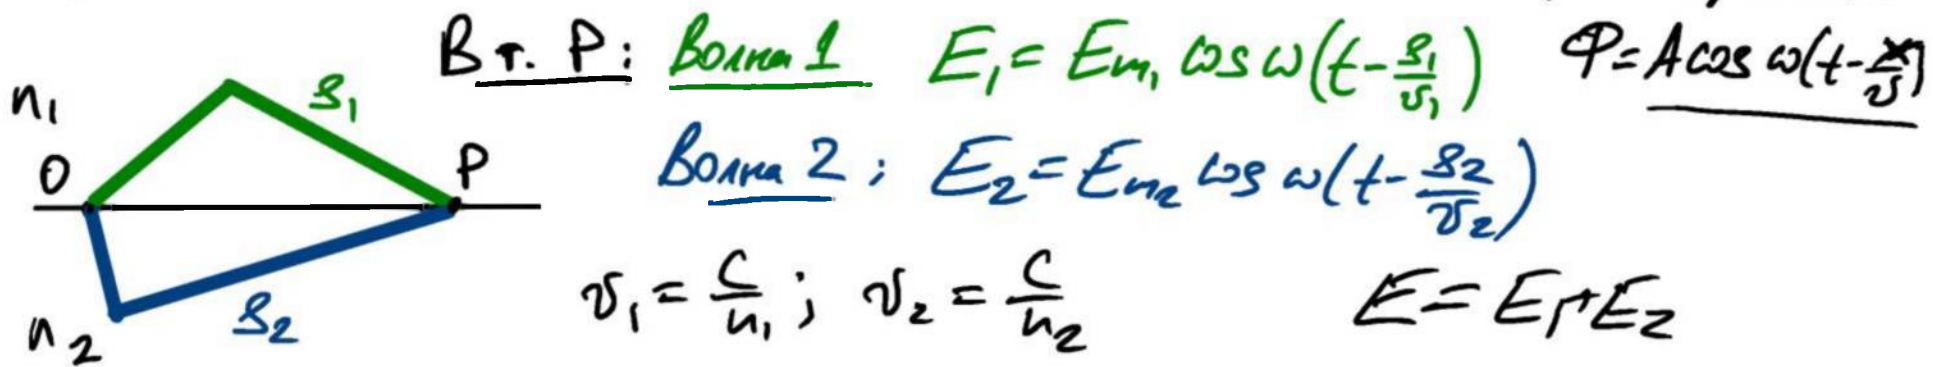 В т. P: Волна 1 E₁ = Em₁ cos ω(t - S₁/v₁) φ = A cos ω(t - x/v)
n₁ S₁
O P
Волна 2 ; E₂ = Em₂ cos ω(t - S₂/v₂)
n₂ S₂
v₁ = c/n₁ ; v₂ = c/n₂ E = E₁ + E₂